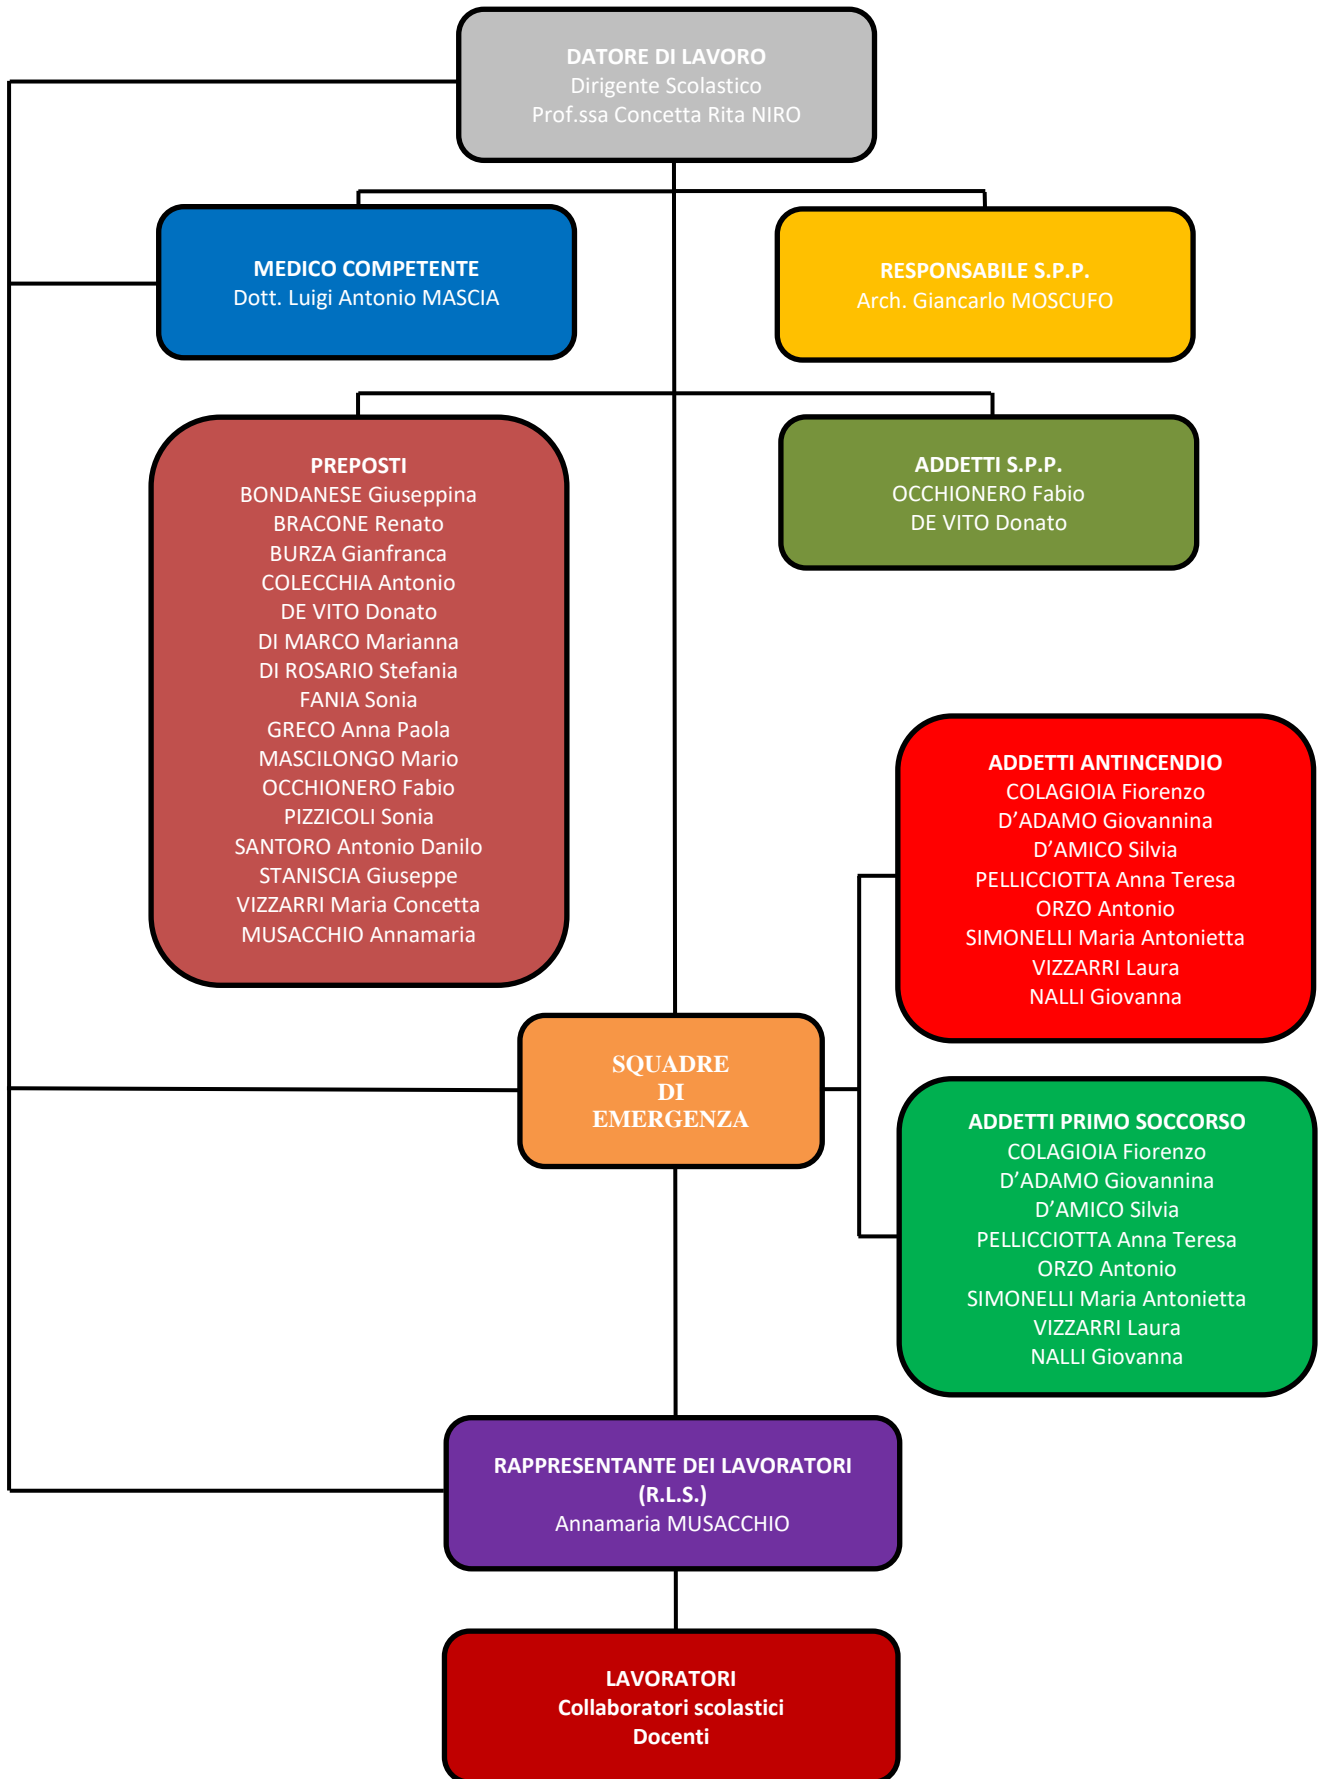 DATORE DI LAVORO
Dirigente Scolastico
Prof.ssa Concetta Rita NIRO
MEDICO COMPETENTE
Dott. Luigi Antonio MASCIA
RESPONSABILE S.P.P.
Arch. Giancarlo MOSCUFO
PREPOSTI
BONDANESE Giuseppina
BRACONE Renato
BURZA Gianfranca
COLECCHIA Antonio
DE VITO Donato
DI MARCO Marianna
DI ROSARIO Stefania
FANIA Sonia
GRECO Anna Paola
MASCILONGO Mario
OCCHIONERO Fabio
PIZZICOLI Sonia
SANTORO Antonio Danilo
STANISCIA Giuseppe
VIZZARRI Maria Concetta
MUSACCHIO Annamaria
ADDETTI S.P.P.
OCCHIONERO Fabio
DE VITO Donato
ADDETTI ANTINCENDIO
COLAGIOIA Fiorenzo
D’ADAMO Giovannina
D’AMICO Silvia
PELLICCIOTTA Anna Teresa
ORZO Antonio
SIMONELLI Maria Antonietta
VIZZARRI Laura
NALLI Giovanna
SQUADRE
DI
EMERGENZA
ADDETTI PRIMO SOCCORSO
COLAGIOIA Fiorenzo
D’ADAMO Giovannina
D’AMICO Silvia
PELLICCIOTTA Anna Teresa
ORZO Antonio
SIMONELLI Maria Antonietta
VIZZARRI Laura
NALLI Giovanna
RAPPRESENTANTE DEI LAVORATORI
(R.L.S.)
Annamaria MUSACCHIO
LAVORATORI
Collaboratori scolastici
Docenti